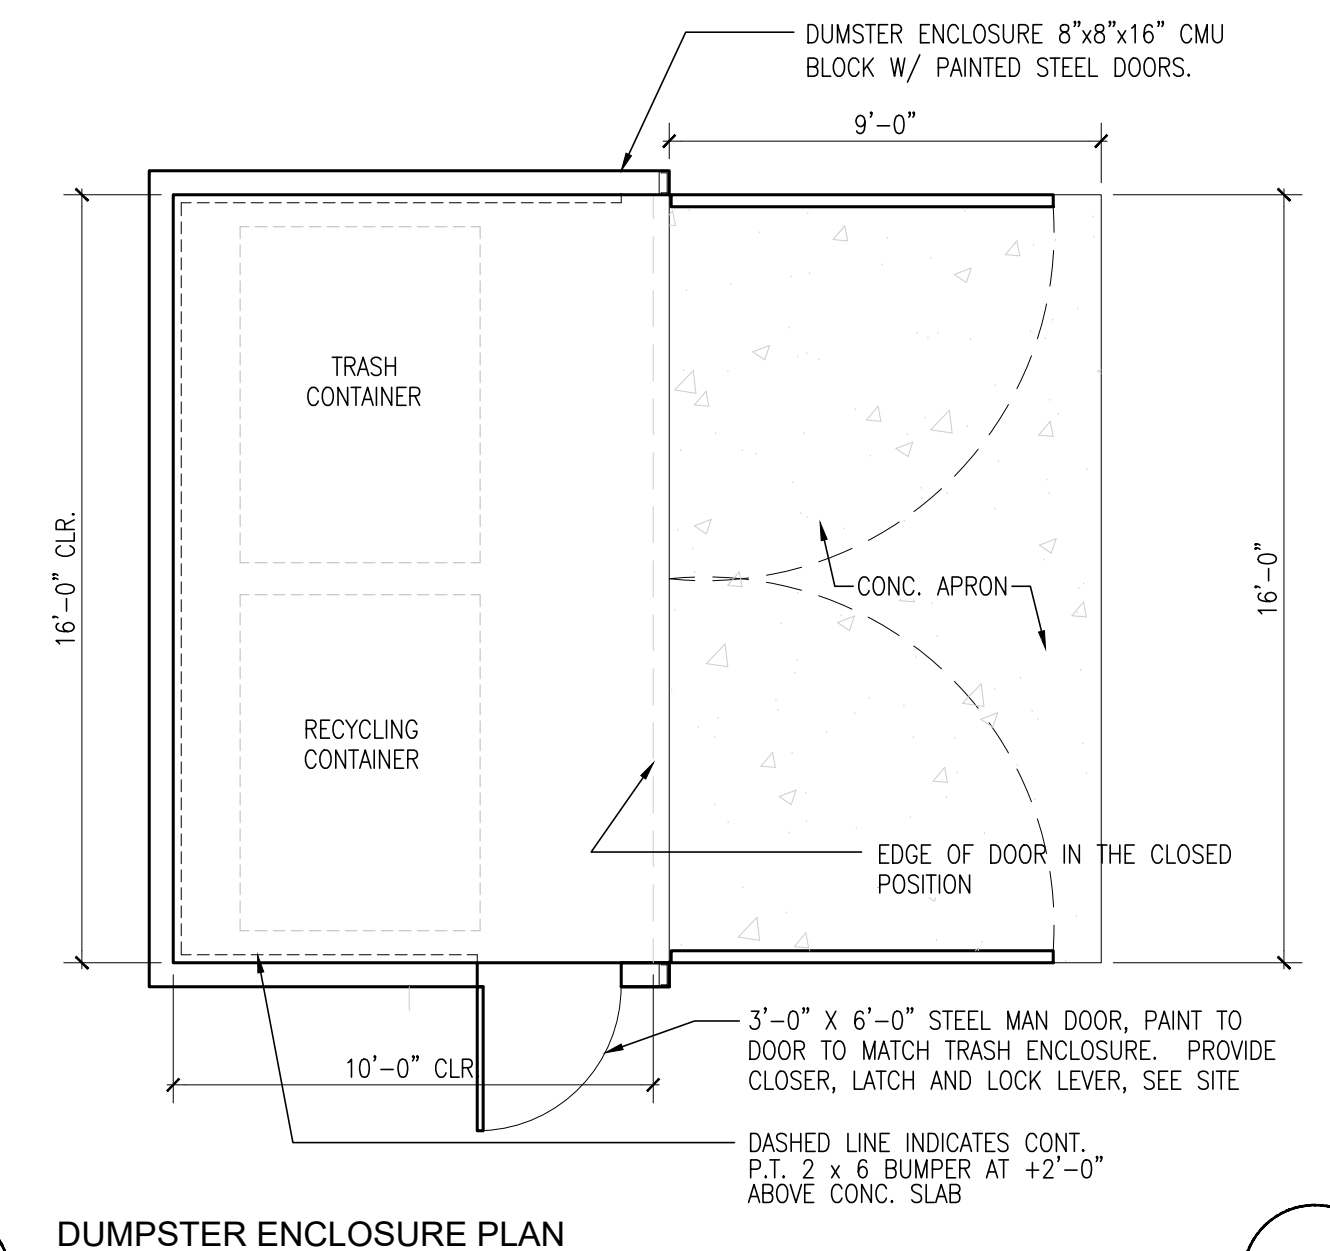 DUMSTER ENCLOSURE 8"x8"x16" CMU
BLOCK W/ PAINTED STEEL DOORS.
9'-0"
TRASH
CONTAINER
16'-0" CLR.
16'-0"
CONC. APRON
RECYCLING
CONTAINER
EDGE OF DOOR IN THE CLOSED
POSITION
3'-0" X 6'-0" STEEL MAN DOOR, PAINT TO
DOOR TO MATCH TRASH ENCLOSURE. PROVIDE
CLOSER, LATCH AND LOCK LEVER, SEE SITE
10'-0" CLR
DASHED LINE INDICATES CONT.
P.T. 2 x 6 BUMPER AT +2'-0"
ABOVE CONC. SLAB
DUMPSTER ENCLOSURE PLAN